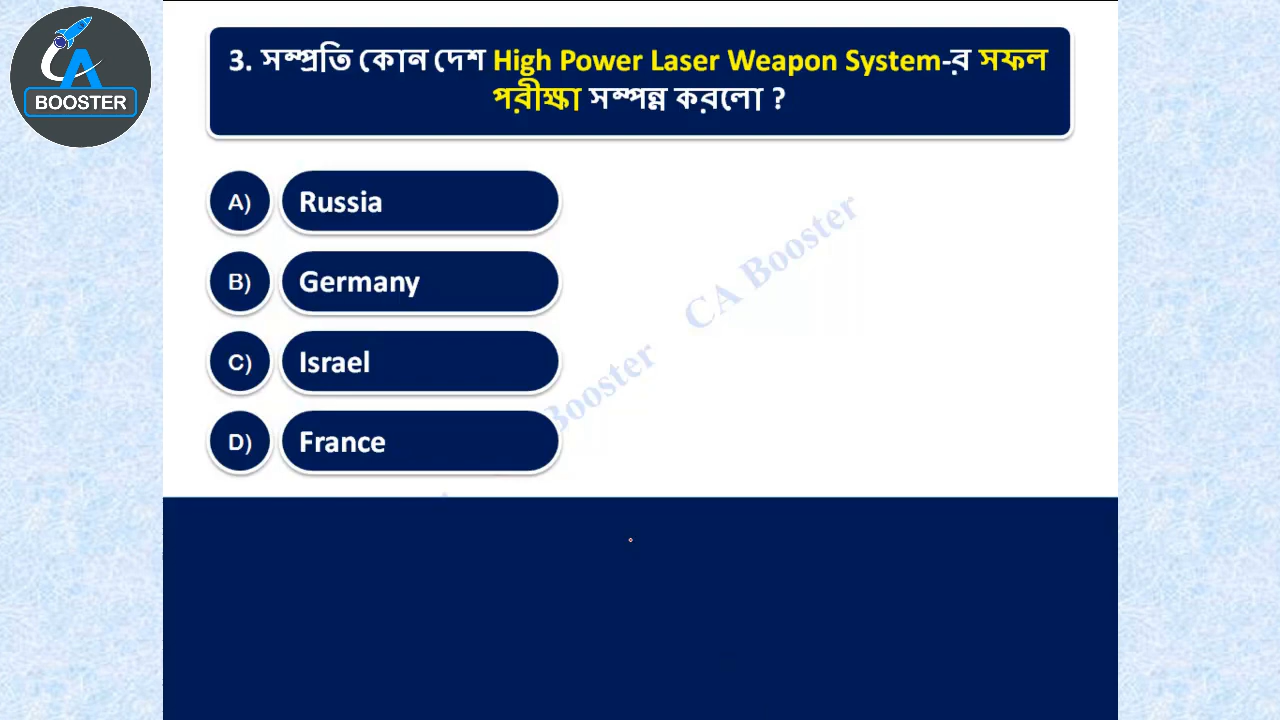 A
BOOSTER
3. সম্প্রতি কোন দেশ High Power Laser Weapon System-র সফল
পরীক্ষা সম্পন্ন করলো ?
A) Russia
B) Germany
C) Israel
D) France
CA Booster
Booster